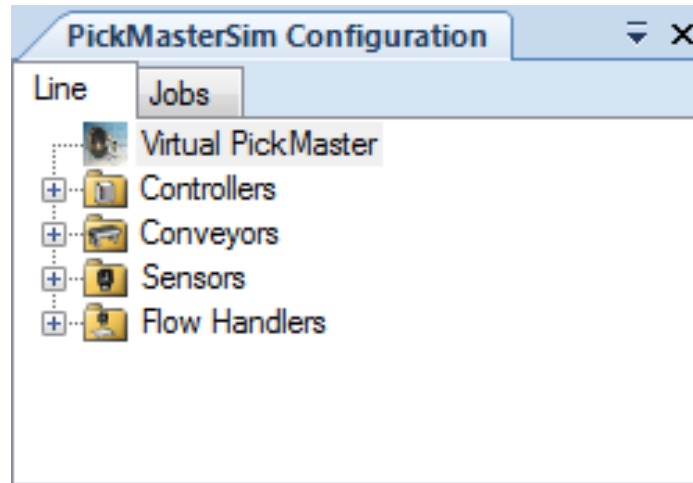 PickMasterSim Configuration
Line Jobs
Virtual PickMaster
Controllers
Conveyors
Sensors
Flow Handlers